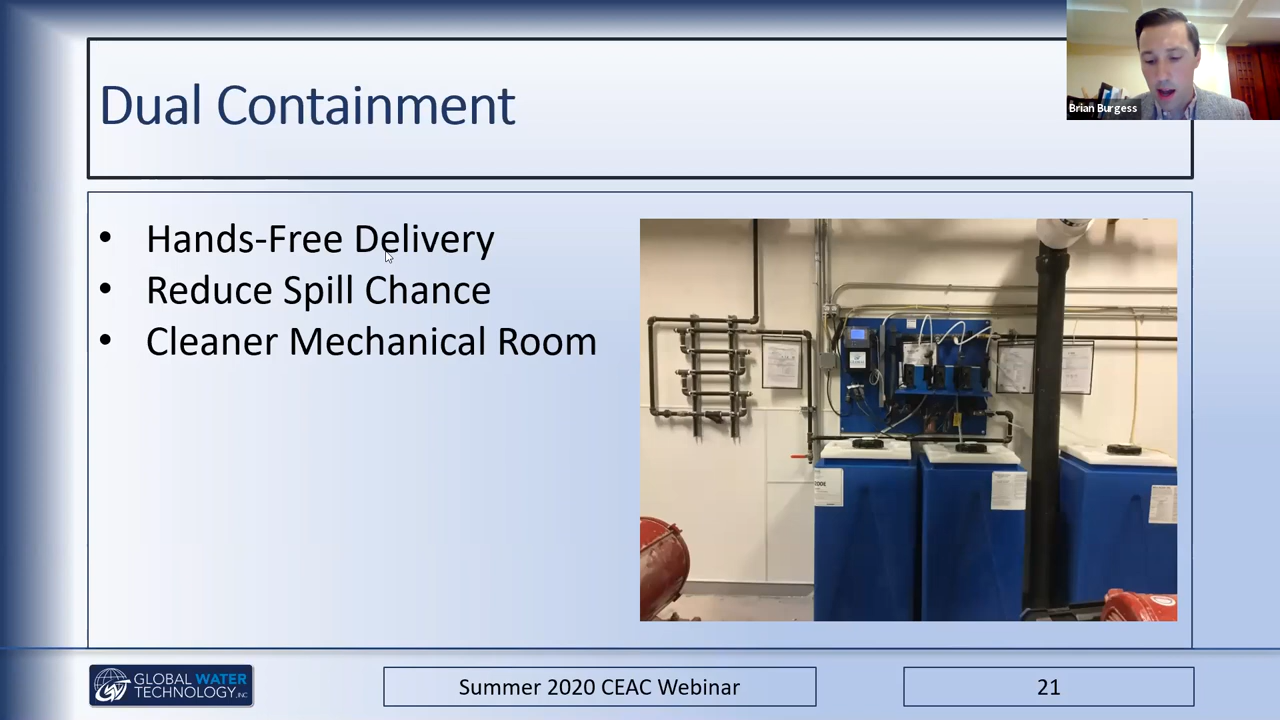 Dual Containment
Brian Burgess
• Hands-Free Delivery
• Reduce Spill Chance
• Cleaner Mechanical Room
GLOBAL WATER
TECHNOLOGY, INC
Summer 2020 CEAC Webinar
21